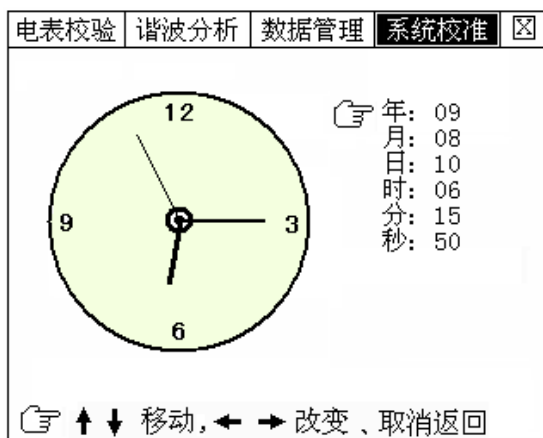 电表校验 谐波分析 数据管理 系统校准 X
12
9 3
6
年: 09
月: 08
日: 10
时: 06
分: 15
秒: 50
移动, 改变、取消返回